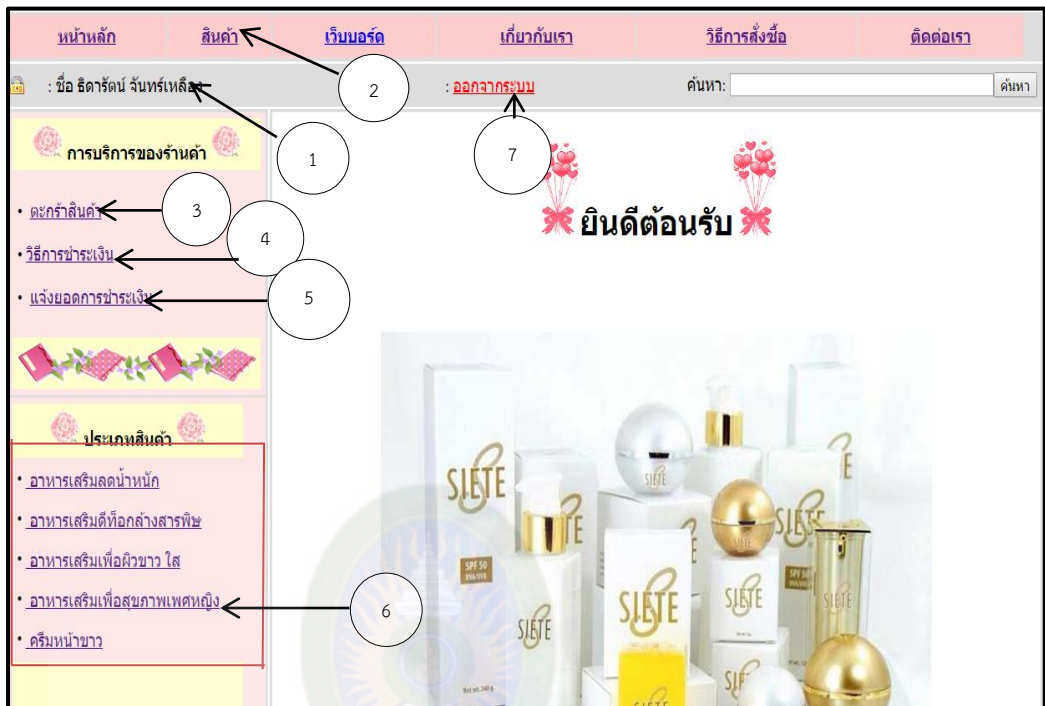 หน้าหลัก สินค้า เว็บบอร์ด เกี่ยวกับเรา วิธีการสั่งซื้อ ติดต่อเรา
: ชื่อ ธิดารัตน์ จันทร์เหลือง : ออกจากระบบ ค้นหา: ค้นหา
2
1
7
การบริการของร้านค้า
• ตะกร้าสินค้า
3
ยินดีต้อนรับ
4
• วิธีการชำระเงิน
• แจ้งยอดการชำระเงิน
5
ประเภทสินค้า
• อาหารเสริมลดน้ำหนัก
• อาหารเสริมดีท็อกล้างสารพิษ
• อาหารเสริมเพื่อผิวขาว ใส
• อาหารเสริมเพื่อสุขภาพเพศหญิง
6
• ครีมหน้าขาว
SIETE
SIETE
SIETE
SPF 50
SIETE
SIETE
SIETE
SIETE
SIETE